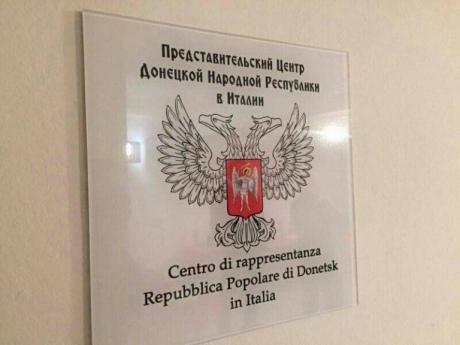 Представительский Центр
Донецкой Народной Республики
в Италии
Centro di rappresentanza
Repubblica Popolare di Donetsk
in Italia